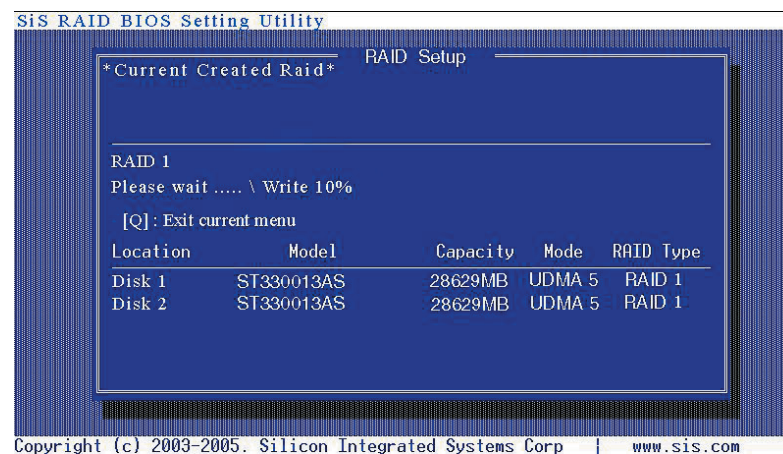 SiS RAID BIOS Setting Utility
RAID Setup
*Current Created Raid*
RAID 1
Please wait ..... \ Write 10%
[Q] : Exit current menu
Location Model Capacity Mode RAID Type
Disk 1 ST330013AS 28629MB UDMA 5 RAID 1
Disk 2 ST330013AS 28629MB UDMA 5 RAID 1
Copyright (c) 2003-2005. Silicon Integrated Systems Corp | www.sis.com